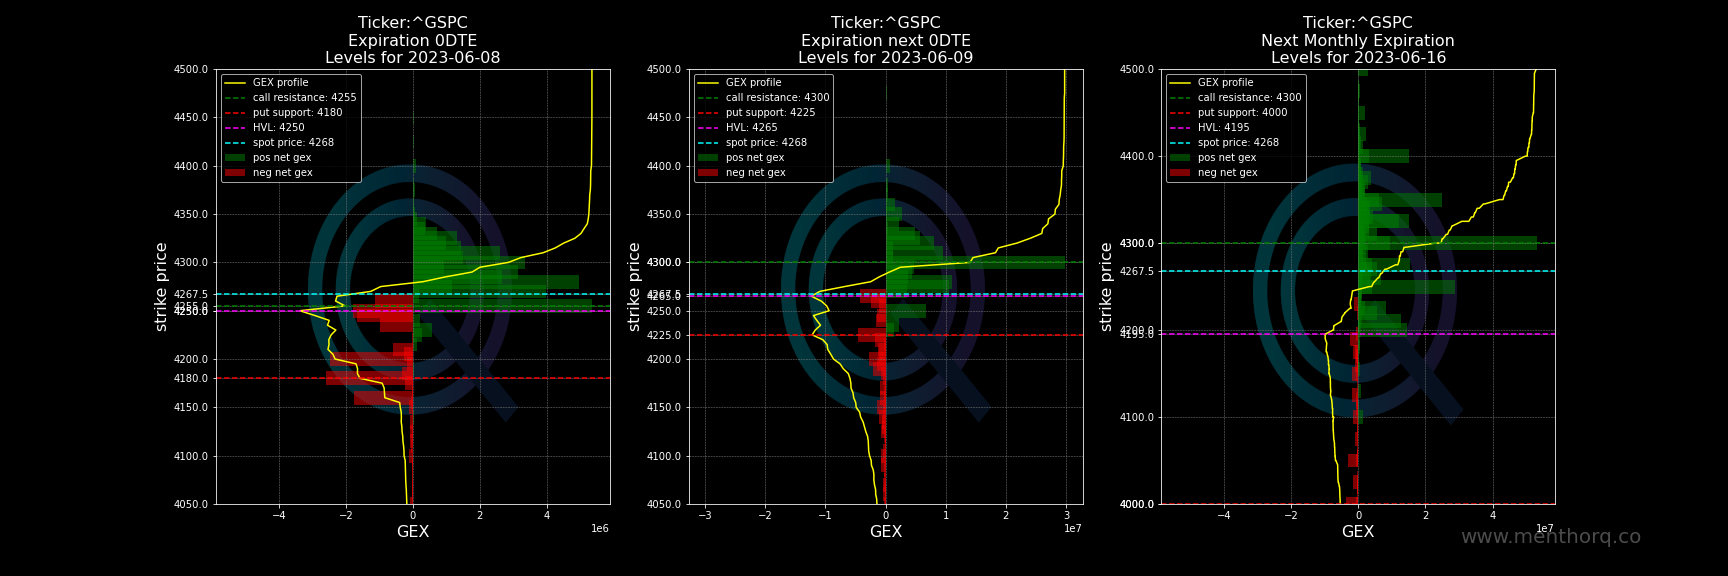 Ticker:^GSPC
Expiration 0DTE
Levels for 2023-06-08
GEX profile
call resistance: 4255
put support: 4180
HVL: 4250
spot price: 4268
pos net gex
neg net gex
strike price
4500.0
4450.0
4400.0
4350.0
4300.0
4267.5
4255.0
4250.0
4200.0
4180.0
4150.0
4100.0
4050.0
−4
−2
0
2
4
1e6
GEX
Ticker:^GSPC
Expiration next 0DTE
Levels for 2023-06-09
GEX profile
call resistance: 4300
put support: 4225
HVL: 4265
spot price: 4268
pos net gex
neg net gex
strike price
4500.0
4450.0
4400.0
4350.0
4300.0
4267.5
4265.0
4250.0
4225.0
4200.0
4150.0
4100.0
4050.0
−3
−2
−1
0
1
2
3
1e7
GEX
Ticker:^GSPC
Next Monthly Expiration
Levels for 2023-06-16
GEX profile
call resistance: 4300
put support: 4000
HVL: 4195
spot price: 4268
pos net gex
neg net gex
strike price
4500.0
4400.0
4300.0
4267.5
4200.0
4195.0
4100.0
4000.0
−4
−2
0
2
4
1e7
GEX
www.menthorq.co